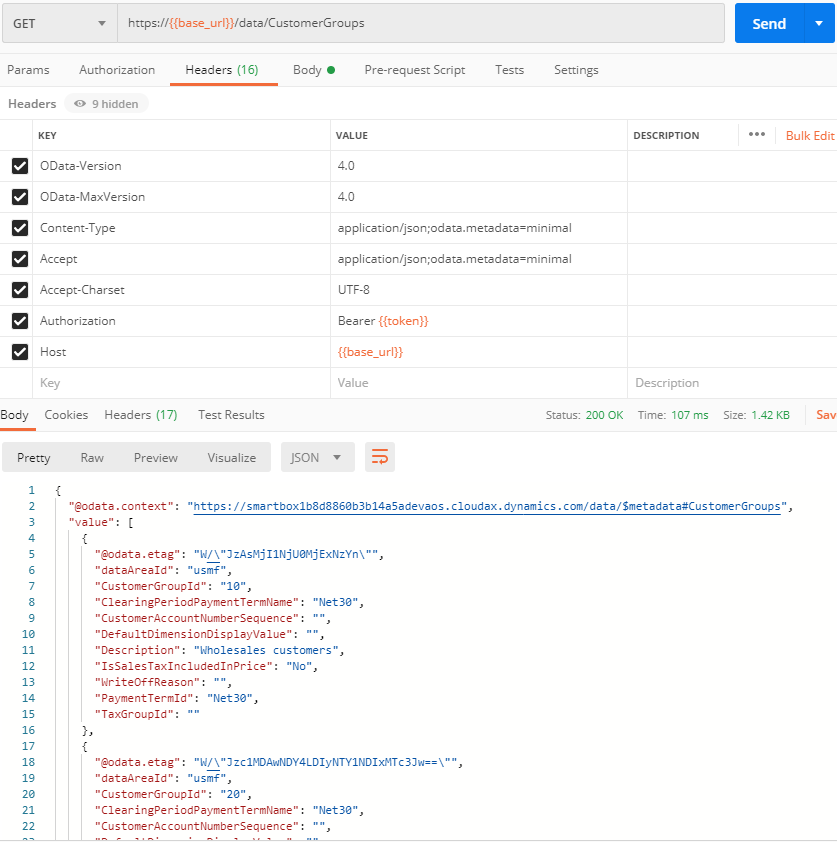 GET https://{{base_url}}/data/CustomerGroups Send
Params Authorization Headers (16) Body Pre-request Script Tests Settings
Headers 9 hidden
KEY VALUE DESCRIPTION ••• Bulk Edit
OData-Version 4.0
OData-MaxVersion 4.0
Content-Type application/json;odata.metadata=minimal
Accept application/json;odata.metadata=minimal
Accept-Charset UTF-8
Authorization Bearer {{token}}
Host {{base_url}}
Key Value Description
Body Cookies Headers (17) Test Results Status: 200 OK Time: 107 ms Size: 1.42 KB Sav
Pretty Raw Preview Visualize JSON
1 {
2 "@odata.context": "https://smartbox1b8d8860b3b14a5adevaos.cloudax.dynamics.com/data/$metadata#CustomerGroups",
3 "value": [
4 {
5 "@odata.etag": "W/\"JzAsMjI1NjU0MjExNzYn\"",
6 "dataAreaId": "usmf",
7 "CustomerGroupId": "10",
8 "ClearingPeriodPaymentTermName": "Net30",
9 "CustomerAccountNumberSequence": "",
10 "DefaultDimensionDisplayValue": "",
11 "Description": "Wholesales customers",
12 "IsSalesTaxIncludedInPrice": "No",
13 "WriteOffReason": "",
14 "PaymentTermId": "Net30",
15 "TaxGroupId": ""
16 },
17 {
18 "@odata.etag": "W/\"Jzc1MDAwNDY4LDIyNTY1NDIxMTc3Jw==\"",
19 "dataAreaId": "usmf",
20 "CustomerGroupId": "20",
21 "ClearingPeriodPaymentTermName": "Net30",
22 "CustomerAccountNumberSequence": "",